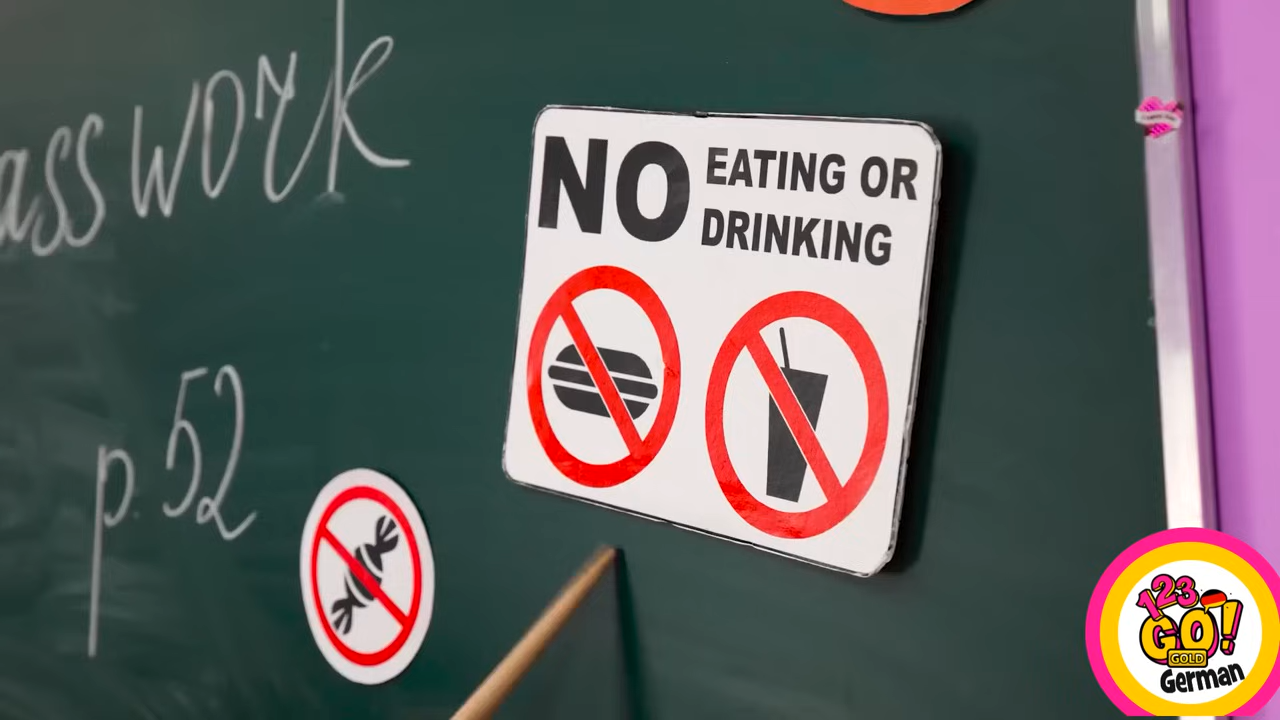 asswork
p. 52
NO EATING OR
DRINKING
123
GO!
GOLD
German